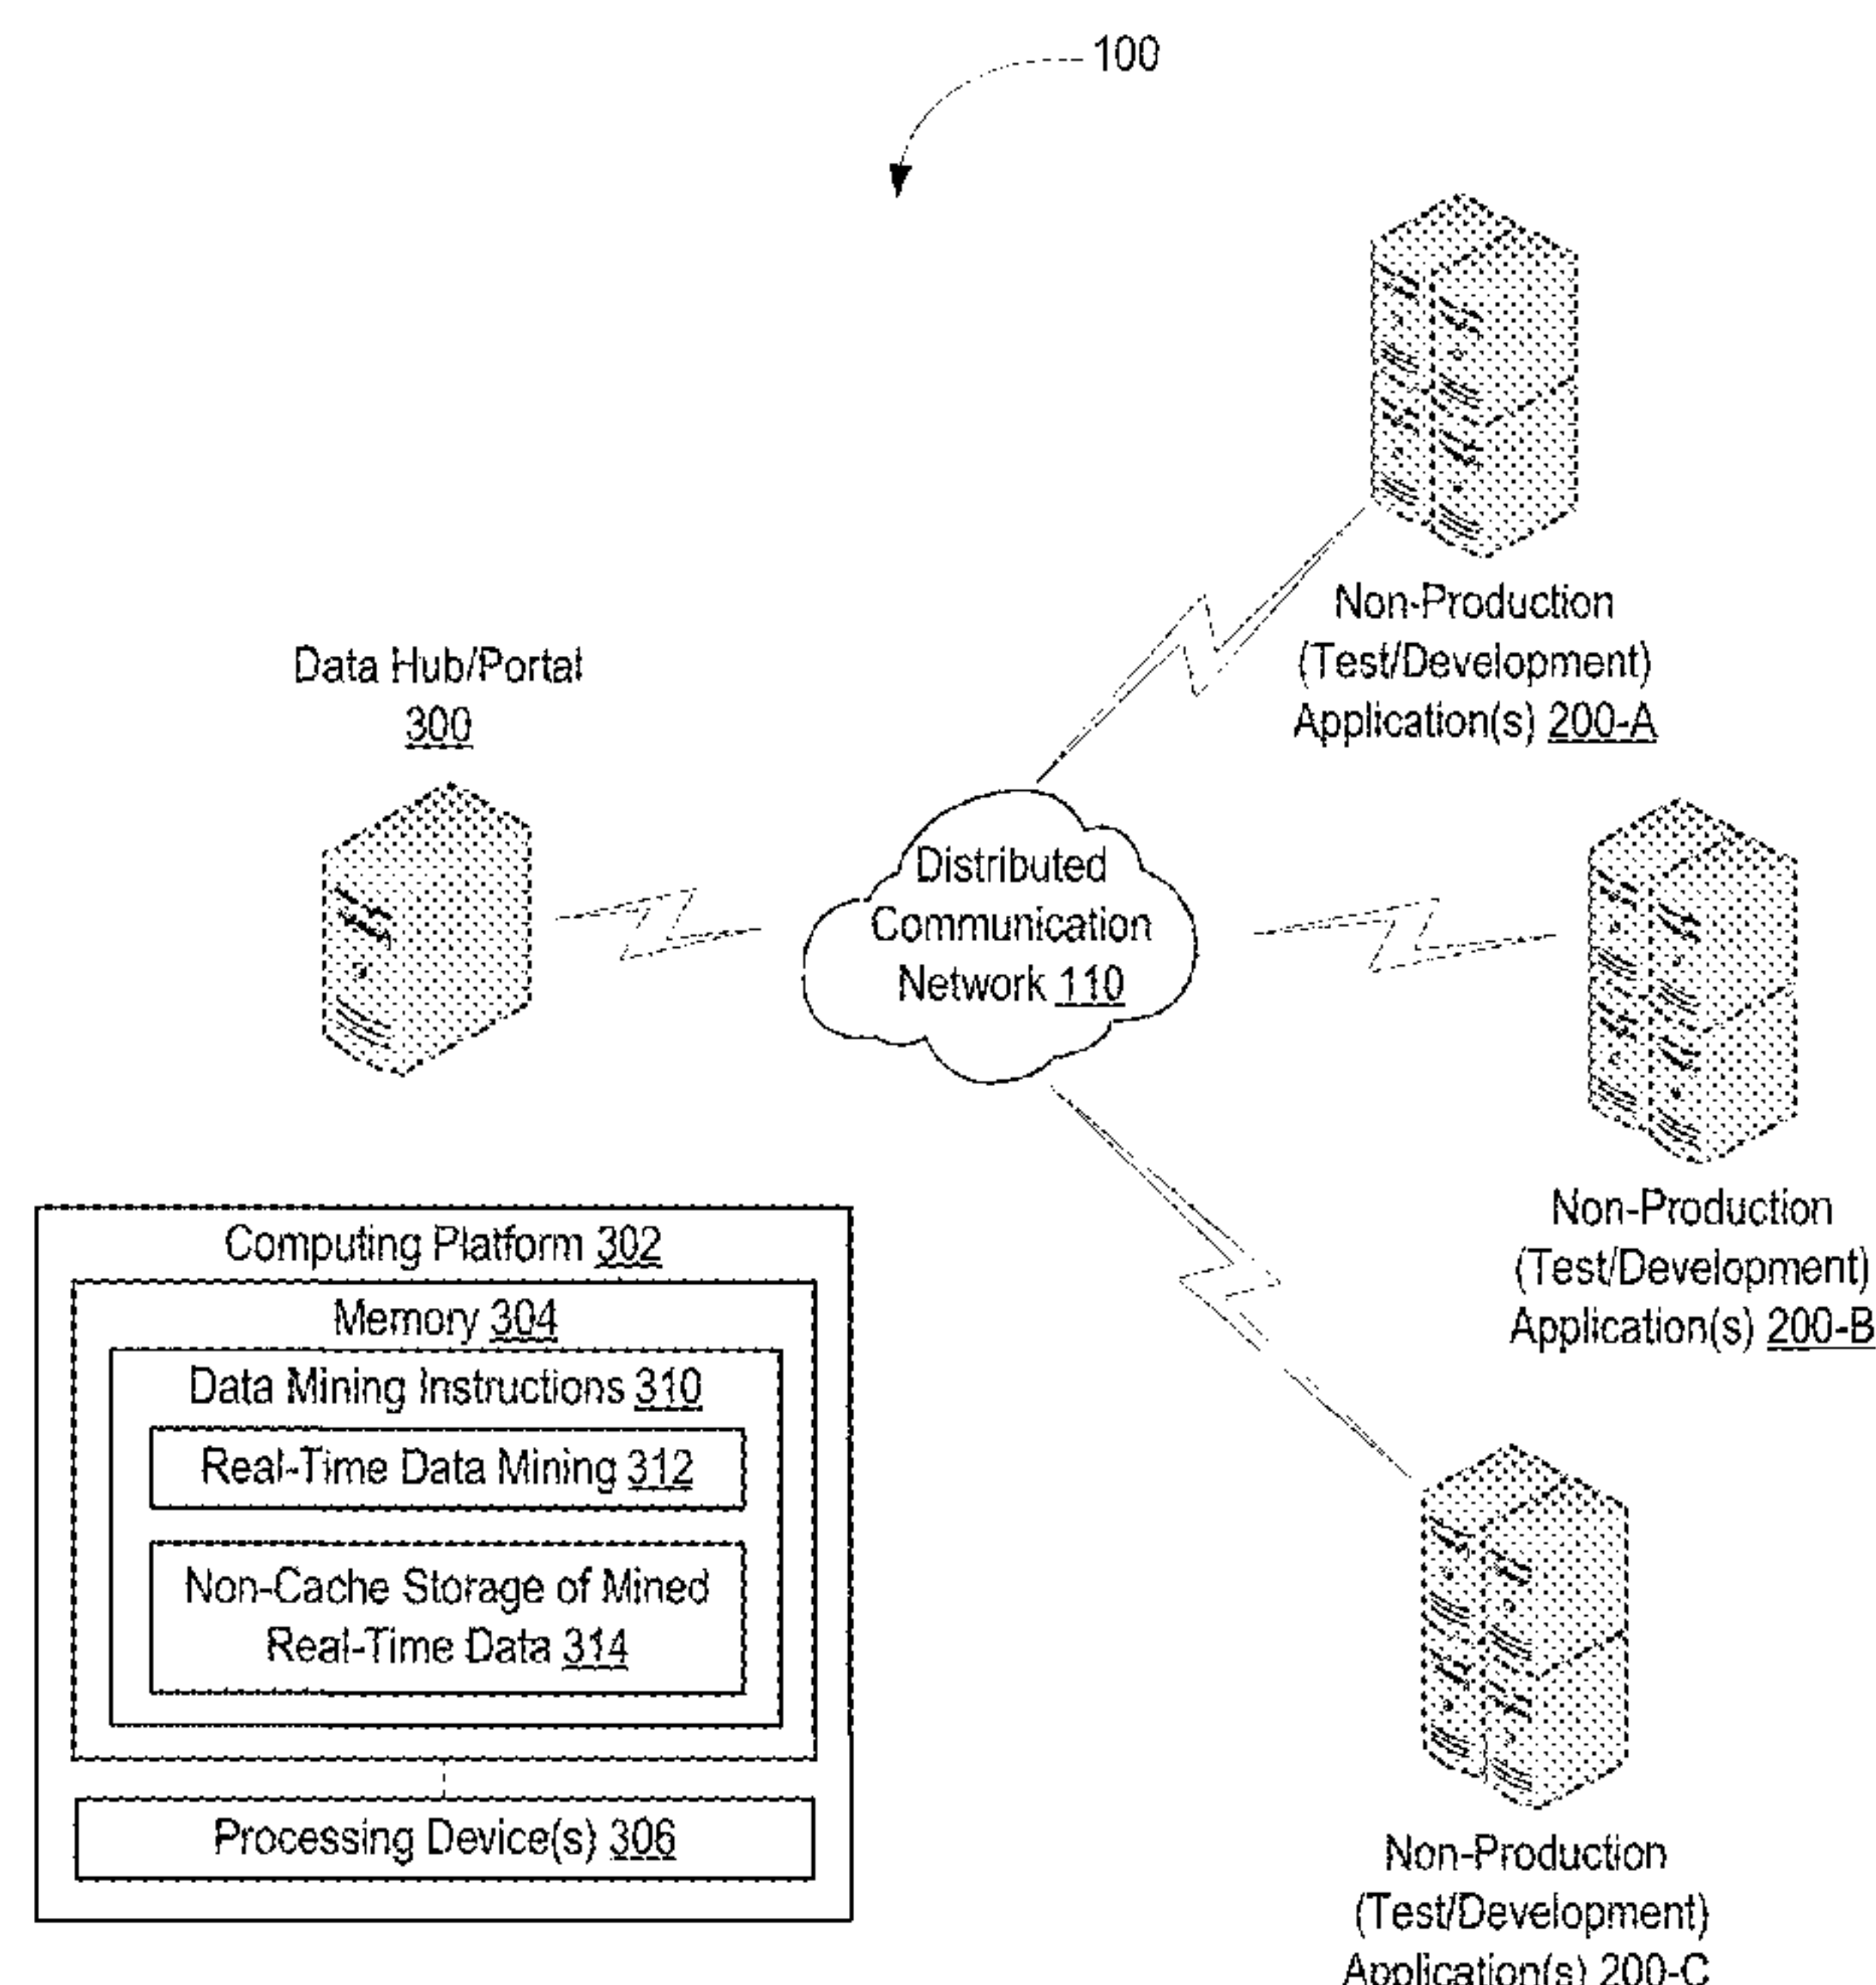 100
Non-Production
(Test/Development)
Application(s) 200-A
Data Hub/Portal
300
Distributed
Communication
Network 110
Non-Production
(Test/Development)
Application(s) 200-B
Computing Platform 302
Memory 304
Data Mining Instructions 310
Real-Time Data Mining 312
Non-Cache Storage of Mined
Real-Time Data 314
Processing Device(s) 306
Non-Production
(Test/Development)
Application(s) 200-C